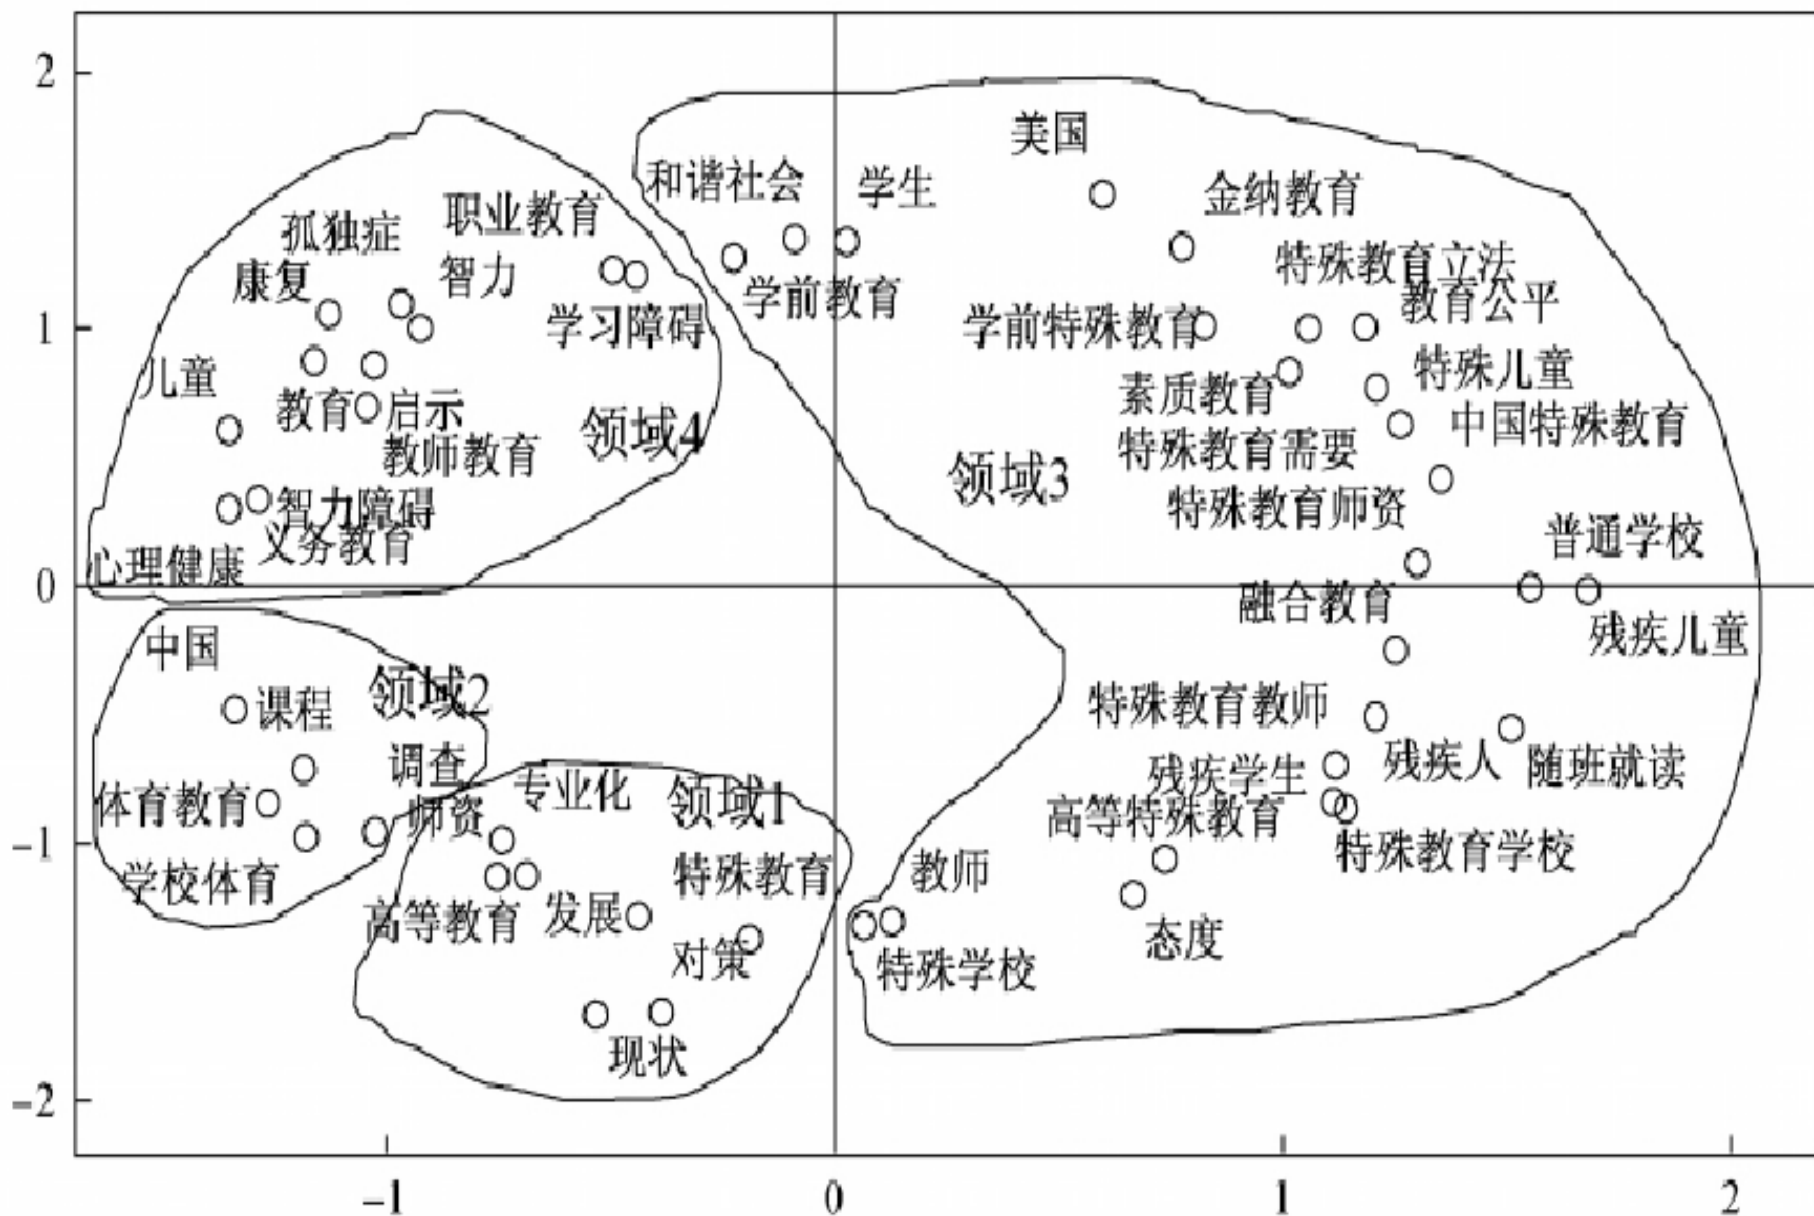 2
美国
和谐社会
学生
金纳教育
职业教育
孤独症
智力
康复
特殊教育立法
学前教育
教育公平
1
学习障碍
学前特殊教育
儿童
特殊儿童
素质教育
教育
启示
领域4
中国特殊教育
教师教育
特殊教育需要
领域3
智力障碍
特殊教育师资
义务教育
普通学校
心理健康
0
融合教育
残疾儿童
中国
领域2
课程
特殊教育教师
调查
残疾人
随班就读
残疾学生
专业化
领域1
体育教育
师资
高等特殊教育
-1
特殊教育学校
特殊教育
教师
学校体育
高等教育
发展
对策
态度
特殊学校
现状
-2
-1
0
1
2